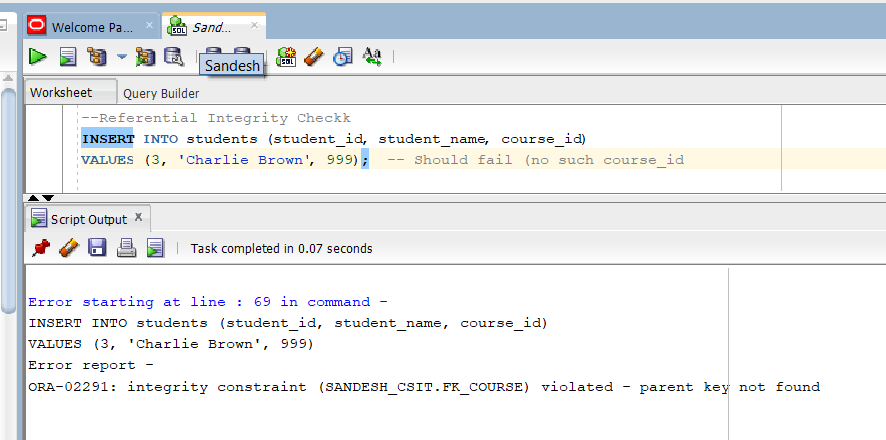 Welcome Pa...
Sand...
SQL
Sandesh
Worksheet
Query Builder
--Referential Integrity Checkk
INSERT INTO students (student_id, student_name, course_id)
VALUES (3, 'Charlie Brown', 999);  -- Should fail (no such course_id
Script Output
Task completed in 0.07 seconds
Error starting at line : 69 in command -
INSERT INTO students (student_id, student_name, course_id)
VALUES (3, 'Charlie Brown', 999)
Error report -
ORA-02291: integrity constraint (SANDESH_CSIT.FK_COURSE) violated - parent key not found